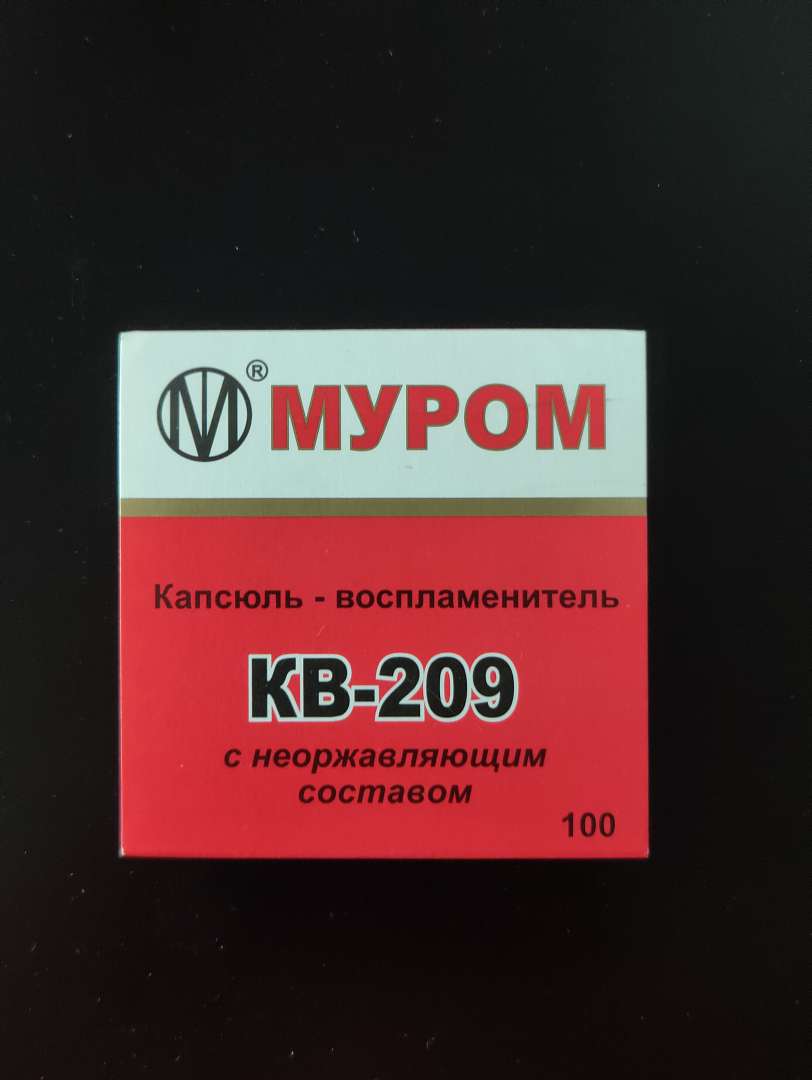 ® МУРОМ
Капсюль - воспламенитель
КВ-209
с неоржавляющим
составом
100